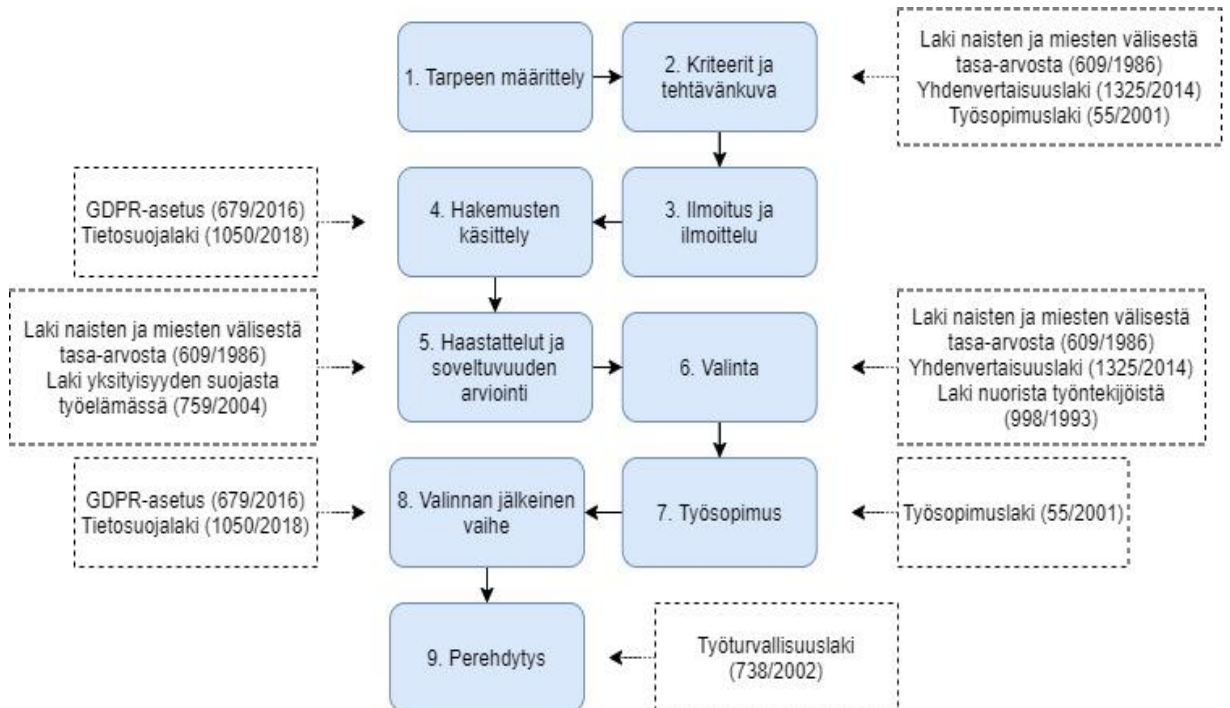 1. Tarpeen määrittely
2. Kriteerit ja
tehtävänkuva
Laki naisten ja miesten välisestä
tasa-arvosta (609/1986)
Yhdenvertaisuuslaki (1325/2014)
Työsopimuslaki (55/2001)
GDPR-asetus (679/2016)
Tietosuojalaki (1050/2018)
4. Hakemusten
käsittely
3. Ilmoitus ja
ilmoittelu
Laki naisten ja miesten välisestä
tasa-arvosta (609/1986)
Laki yksityisyyden suojasta
työelämässä (759/2004)
5. Haastattelut ja
soveltuvuuden
arviointi
6. Valinta
Laki naisten ja miesten välisestä
tasa-arvosta (609/1986)
Yhdenvertaisuuslaki (1325/2014)
Laki nuorista työntekijöistä
(998/1993)
GDPR-asetus (679/2016)
Tietosuojalaki (1050/2018)
8. Valinnan jälkeinen
vaihe
7. Työsopimus
Työsopimuslaki (55/2001)
9. Perehdytys
Työturvallisuuslaki
(738/2002)